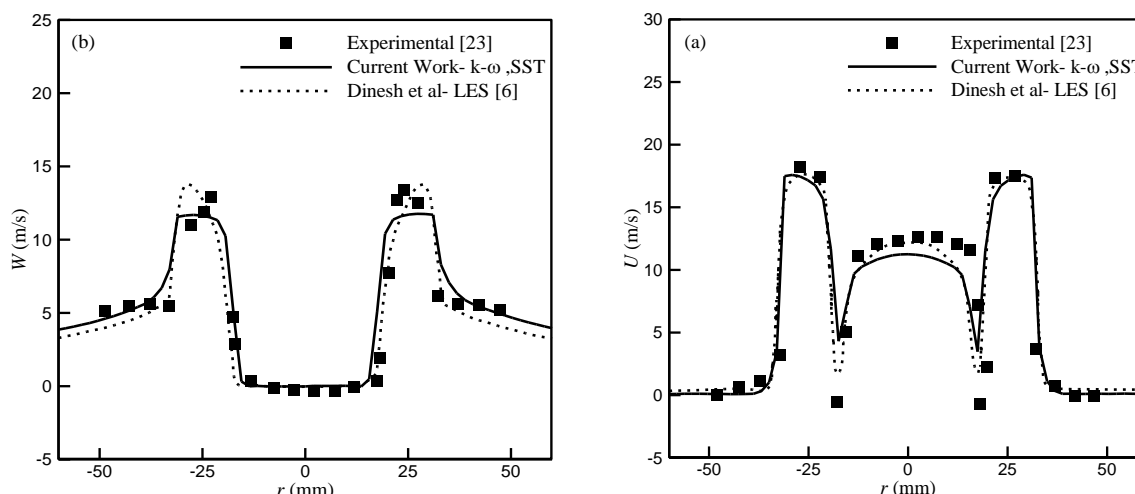 25
(b)
Experimental [23]
Current Work- k-ω ,SST
Dinesh et al- LES [6]
20
15
10
5
0
-5
W (m/s)
-50
-25
0
25
50
r (mm)
30
(a)
Experimental [23]
Current Work- k-ω ,SST
Dinesh et al- LES [6]
25
20
15
10
5
0
-5
U (m/s)
-50
-25
0
25
50
r (mm)